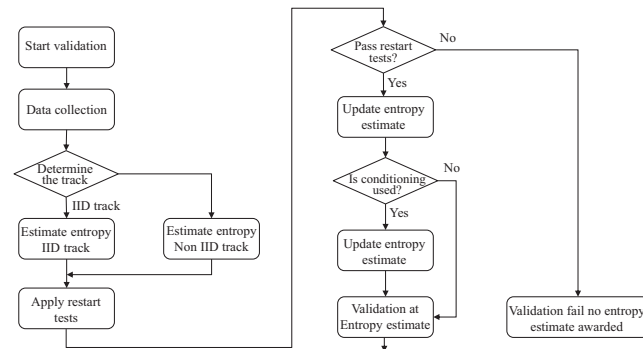 Start validation
Data collection
Determine
the track
IID track
Estimate entropy
IID track
Estimate entropy
Non IID track
Apply restart
tests
Pass restart
tests?
No
Yes
Update entropy
estimate
Is conditioning
used?
No
Yes
Update entropy
estimate
Validation at
Entropy estimate
Validation fail no entropy
estimate awarded